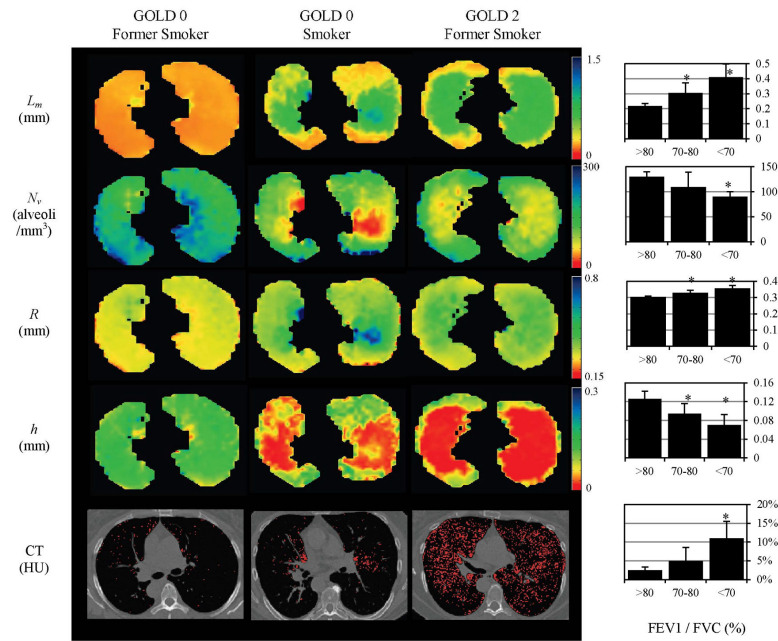 GOLD 0
Former Smoker
GOLD 0
Smoker
GOLD 2
Former Smoker
Lm
(mm)
1.5
0
0.5
0.4
0.3
0.2
0.1
0
* *
>80 70-80 <70
Nv
(alveoli
/mm³)
300
0
150
100
50
0
*
>80 70-80 <70
R
(mm)
0.8
0.15
0.4
0.3
0.2
0.1
0
* *
>80 70-80 <70
h
(mm)
0.3
0
0.16
0.12
0.08
0.04
0
* *
>80 70-80 <70
CT
(HU)
20%
15%
10%
5%
0%
*
>80 70-80 <70
FEV1 / FVC (%)